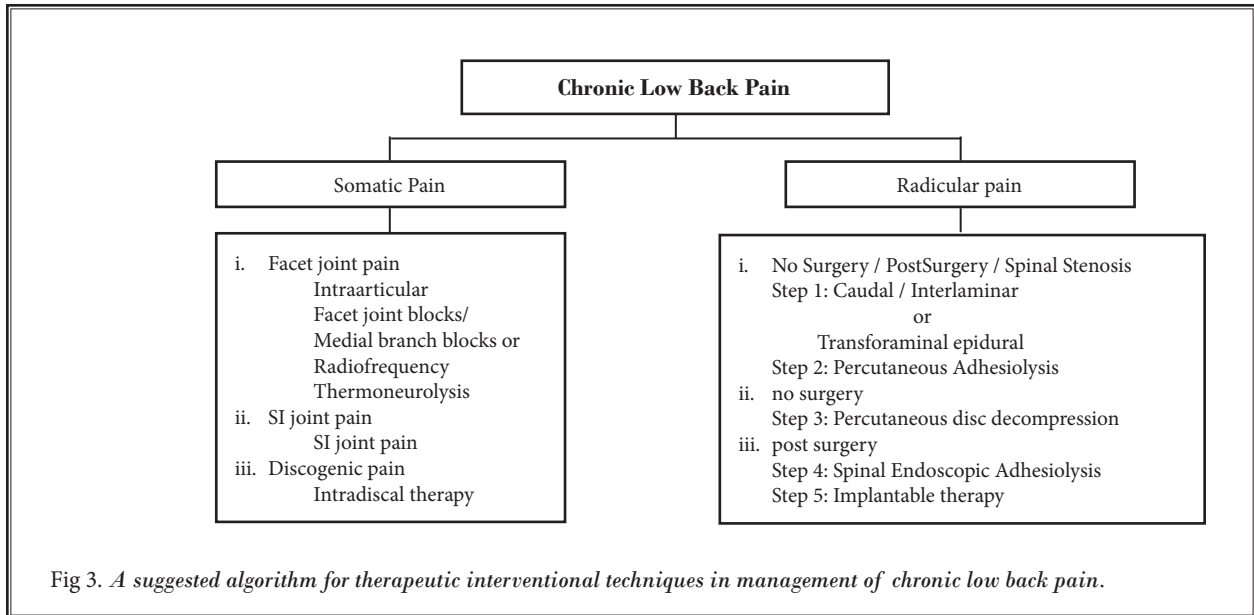 Chronic Low Back Pain
Somatic Pain
i. Facet joint pain
Intraarticular
Facet joint blocks/
Medial branch blocks or
Radiofrequency
Thermoneurolysis
ii. SI joint pain
SI joint pain
iii. Discogenic pain
Intradiscal therapy
Radicular pain
i. No Surgery / PostSurgery / Spinal Stenosis
Step 1: Caudal / Interlaminar
or
Transforaminal epidural
Step 2: Percutaneous Adhesiolysis
ii. no surgery
Step 3: Percutaneous disc decompression
iii. post surgery
Step 4: Spinal Endoscopic Adhesiolysis
Step 5: Implantable therapy
Fig 3. A suggested algorithm for therapeutic interventional techniques in management of chronic low back pain.